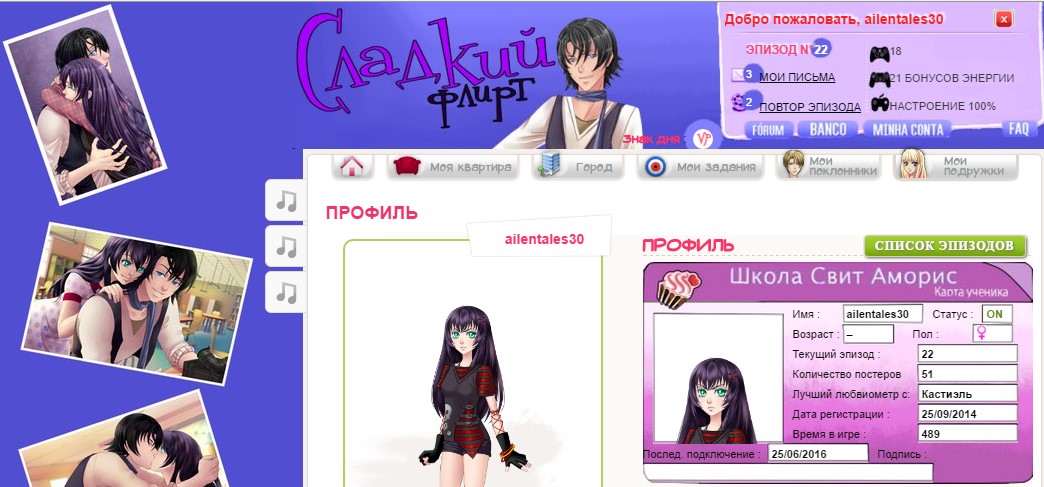 Сладкий
флирт
Добро пожаловать, ailentales30
x
ЭПИЗОД №22
18
3 МОИ ПИСЬМА
21 БОНУСОВ ЭНЕРГИИ
2 ПОВТОР ЭПИЗОДА
НАСТРОЕНИЕ 100%
Знак дня :
FÓRUM BANCO MINHA CONTA FAQ
Моя квартира Город Мои задания Мои поклонники Мои подружки
ПРОФИЛЬ
ailentales30
ПРОФИЛЬ
СПИСОК ЭПИЗОДОВ
Школа Свит Аморис
Карта ученика
Имя : ailentales30 Статус : ON
Возраст : – Пол : ♀
Текущий эпизод : 22
Количество постеров 51
Лучший любвиометр с: Кастиэль
Дата регистрации : 25/09/2014
Время в игре : 489
Послед. подключение : 25/06/2016 Подпись :